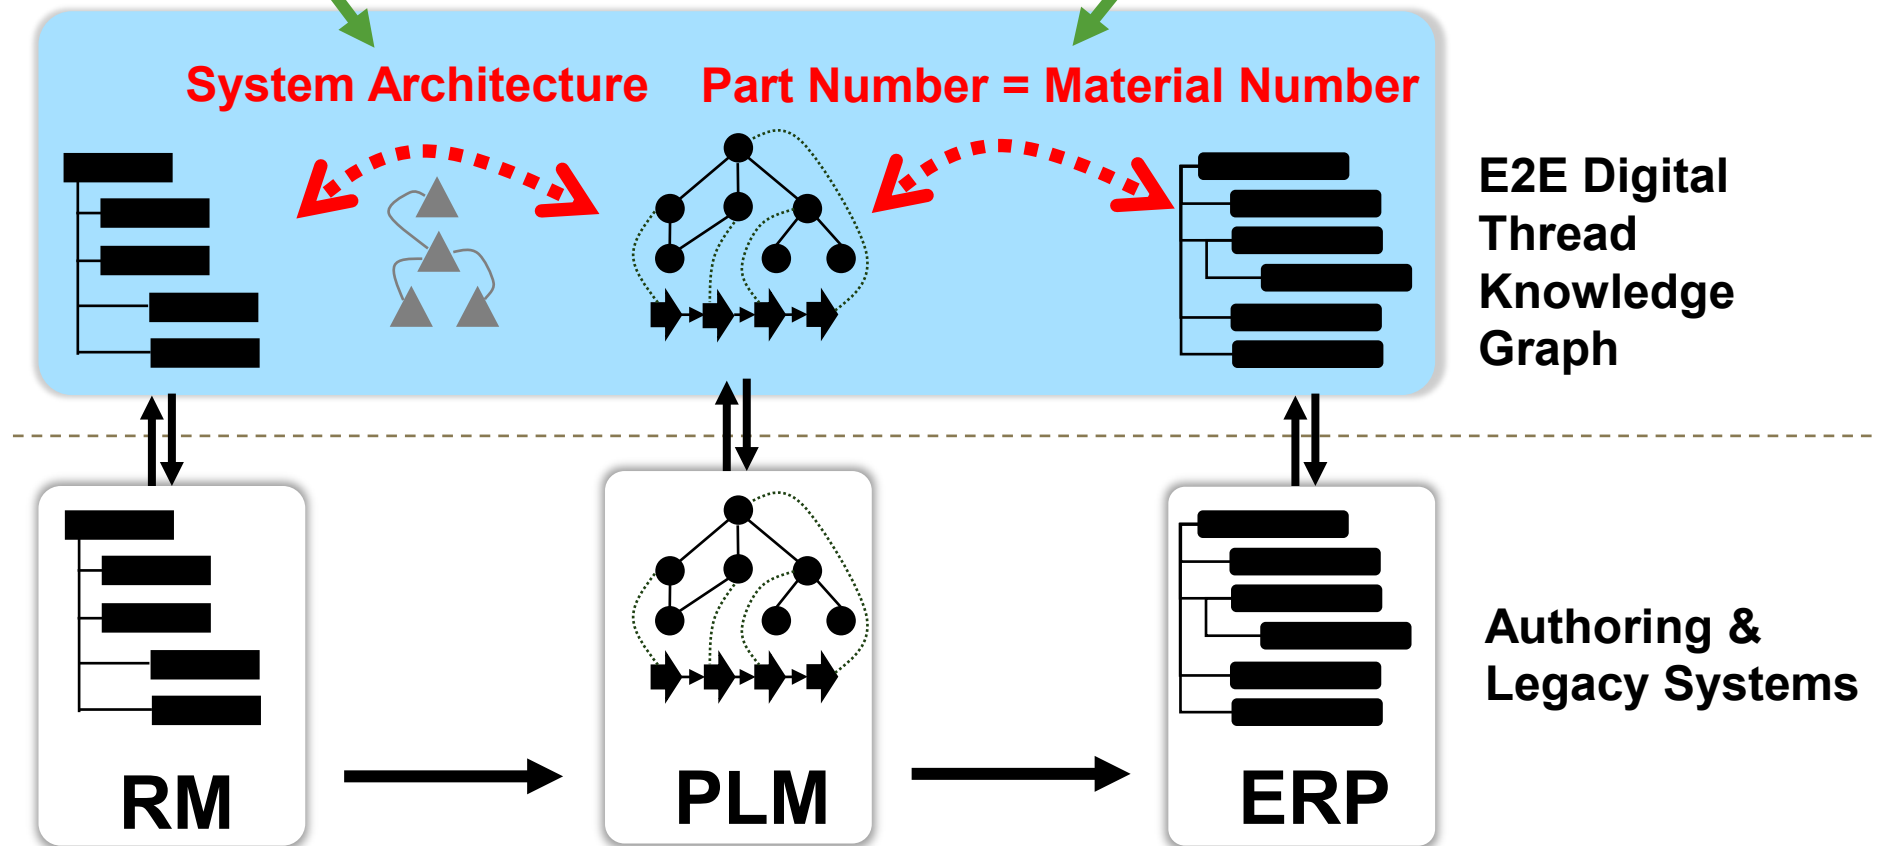 System Architecture
Part Number = Material Number
E2E Digital
Thread
Knowledge
Graph
Authoring &
Legacy Systems
RM
PLM
ERP